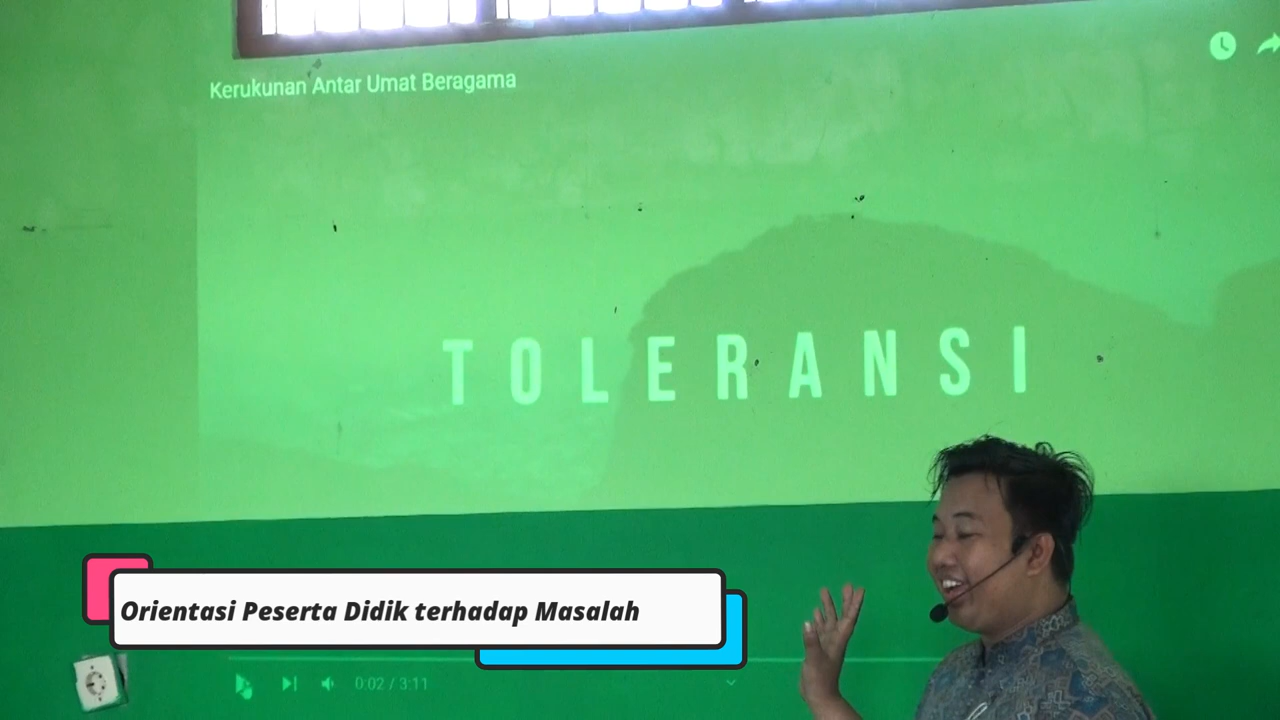 Kerukunan Antar Umat Beragama
TOLERANSI
Orientasi Peserta Didik terhadap Masalah
0:02 / 3:11